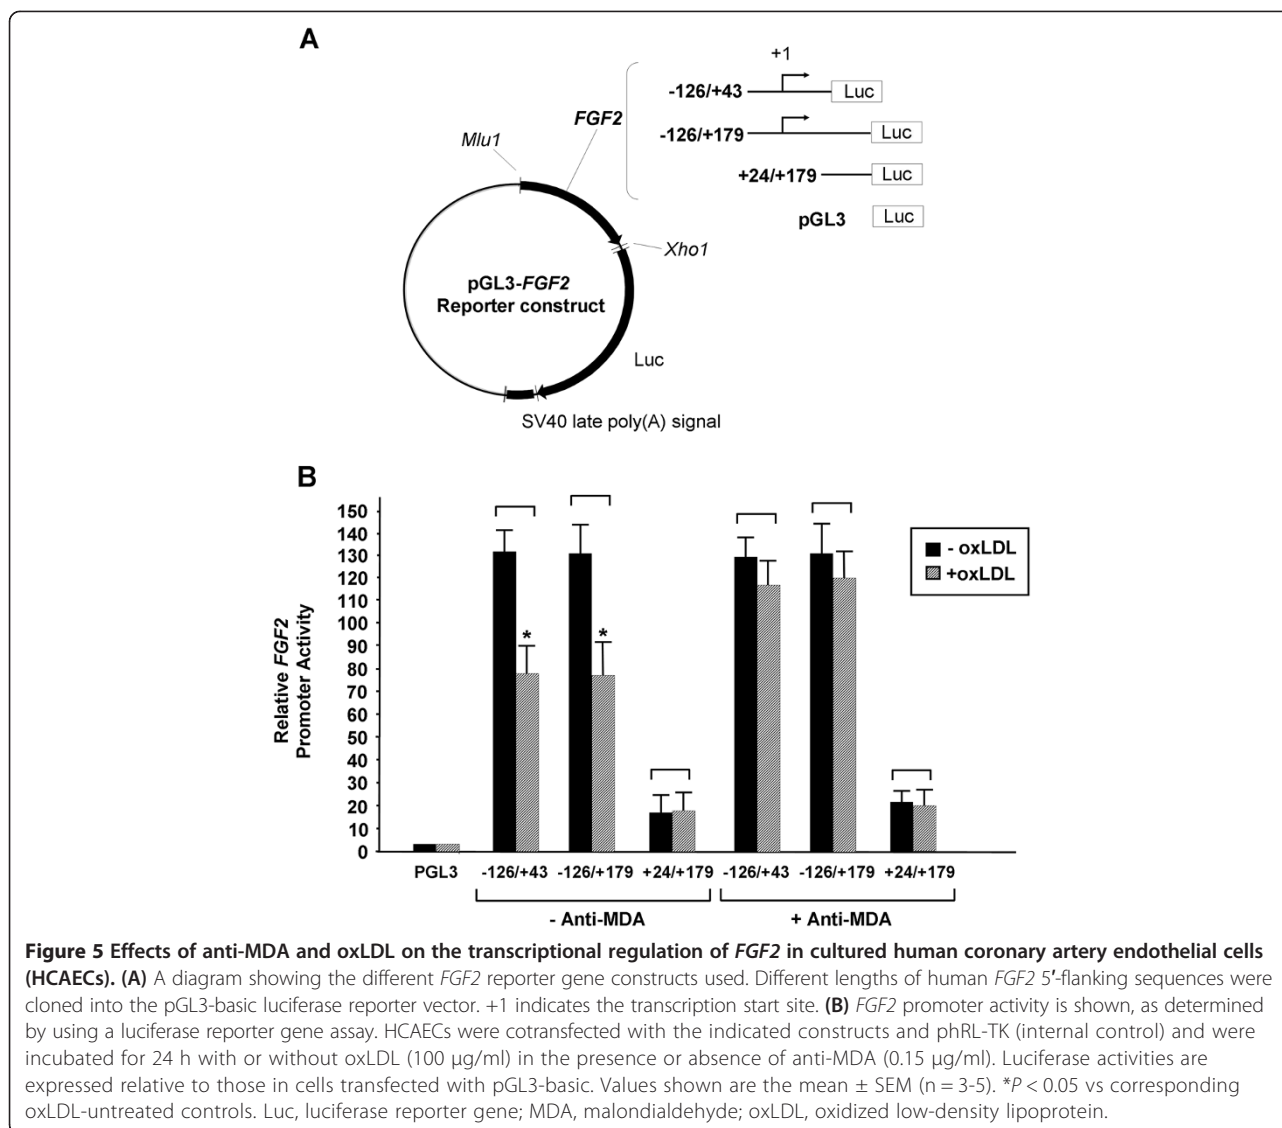 A
+1
-126/+43
Luc
FGF2
-126/+179
Luc
Mlu1
+24/+179
Luc
pGL3
Luc
Xho1
pGL3-FGF2
Reporter construct
Luc
SV40 late poly(A) signal
B
150
140
130
120
110
100
90
80
70
60
50
40
30
20
10
0
Relative FGF2
Promoter Activity
* *
- oxLDL
+oxLDL
PGL3 -126/+43 -126/+179 +24/+179 -126/+43 -126/+179 +24/+179
- Anti-MDA + Anti-MDA
Figure 5 Effects of anti-MDA and oxLDL on the transcriptional regulation of FGF2 in cultured human coronary artery endothelial cells
(HCAECs). (A) A diagram showing the different FGF2 reporter gene constructs used. Different lengths of human FGF2 5′-flanking sequences were
cloned into the pGL3-basic luciferase reporter vector. +1 indicates the transcription start site. (B) FGF2 promoter activity is shown, as determined
by using a luciferase reporter gene assay. HCAECs were cotransfected with the indicated constructs and phRL-TK (internal control) and were
incubated for 24 h with or without oxLDL (100 μg/ml) in the presence or absence of anti-MDA (0.15 μg/ml). Luciferase activities are
expressed relative to those in cells transfected with pGL3-basic. Values shown are the mean ± SEM (n = 3-5). *P < 0.05 vs corresponding
oxLDL-untreated controls. Luc, luciferase reporter gene; MDA, malondialdehyde; oxLDL, oxidized low-density lipoprotein.